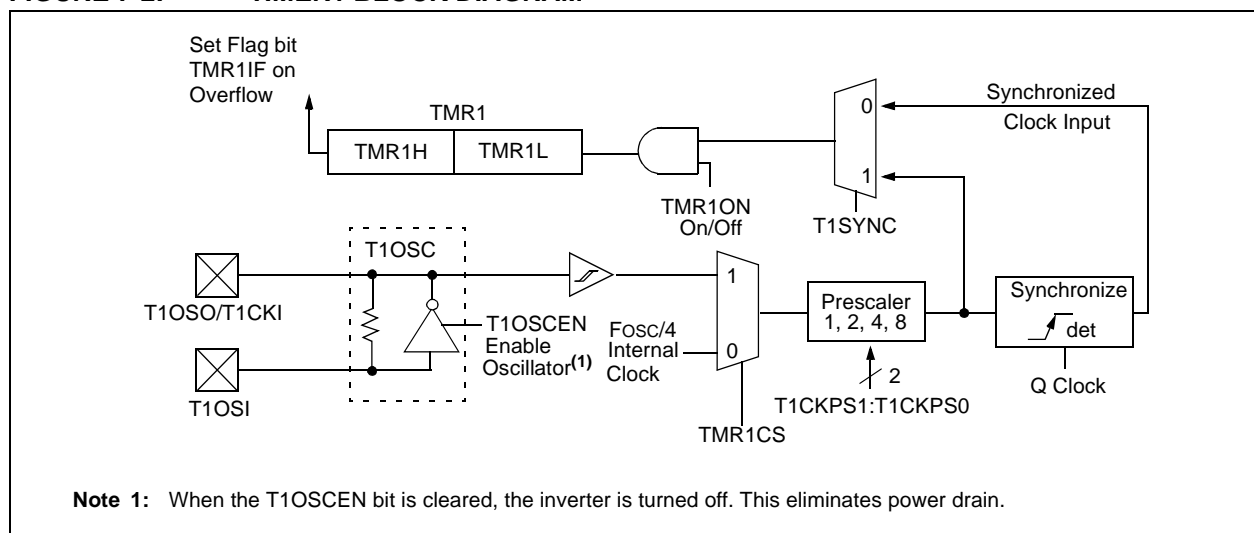 Set Flag bit
TMR1IF on
Overflow
TMR1
TMR1H
TMR1L
TMR1ON
On/Off
0
1
T1SYNC
Synchronized
Clock Input
T1OSC
T1OSO/T1CKI
T1OSI
T1OSCEN
Enable
Oscillator(1)
FOSC/4
Internal
Clock
1
0
TMR1CS
Prescaler
1, 2, 4, 8
2
T1CKPS1:T1CKPS0
Synchronize
det
Q Clock
Note 1: When the T1OSCEN bit is cleared, the inverter is turned off. This eliminates power drain.